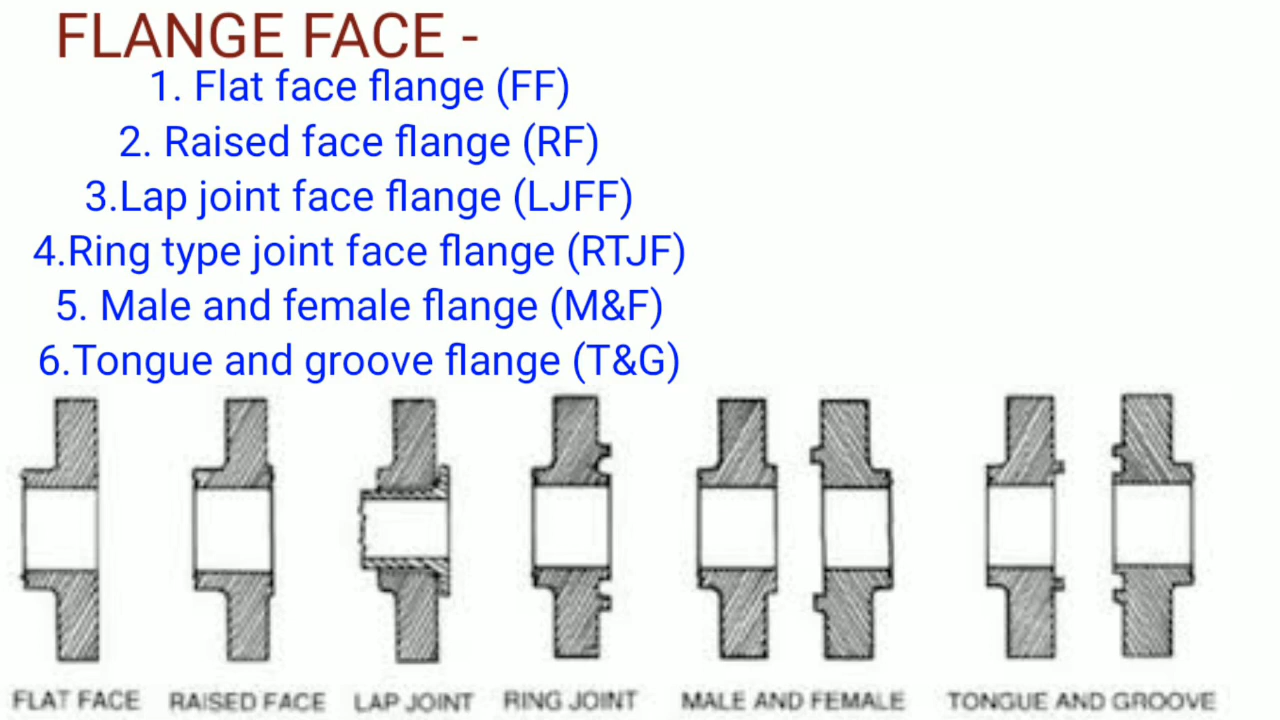 FLANGE FACE -
1. Flat face flange (FF)
2. Raised face flange (RF)
3.Lap joint face flange (LJFF)
4.Ring type joint face flange (RTJF)
5. Male and female flange (M&F)
6.Tongue and groove flange (T&G)
FLAT FACE RAISED FACE LAP JOINT RING JOINT MALE AND FEMALE TONGUE AND GROOVE